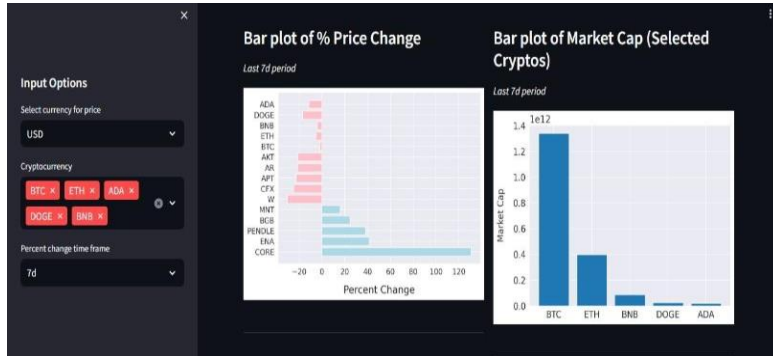 ×
Input Options
Select currency for price
USD
Cryptocurrency
BTC × ETH × ADA ×
DOGE × BNB ×
Percent change time frame
7d
Bar plot of % Price Change
Last 7d period
ADA
DOGE
BNB
ETH
BTC
AKT
AR
APT
CFX
W
MNT
BGB
PENDLE
ENA
CORE
−20 0 20 40 60 80 100 120
Percent Change
Bar plot of Market Cap (Selected
Cryptos)
Last 7d period
1e12
1.4
1.2
1.0
0.8
0.6
0.4
0.2
0.0
Market Cap
BTC ETH BNB DOGE ADA